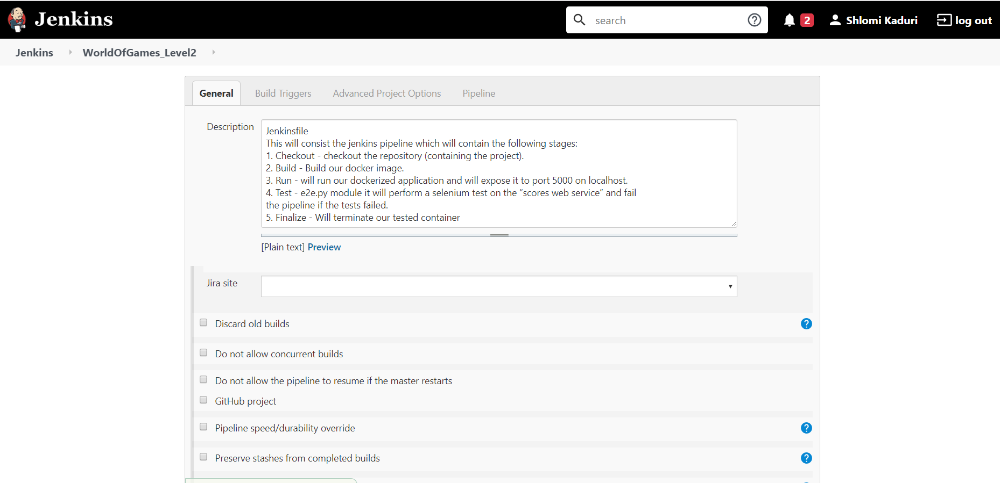 Jenkins
search
2
Shlomi Kaduri
log out
Jenkins
WorldOfGames_Level2
General
Build Triggers
Advanced Project Options
Pipeline
Description
Jenkinsfile
This will consist the jenkins pipeline which will contain the following stages:
1. Checkout - checkout the repository (containing the project).
2. Build - Build our docker image.
3. Run - will run our dockerized application and will expose it to port 5000 on localhost.
4. Test - e2e.py module it will perform a selenium test on the “scores web service” and fail
the pipeline if the tests failed.
5. Finalize - Will terminate our tested container
[Plain text] Preview
Jira site
Discard old builds
Do not allow concurrent builds
Do not allow the pipeline to resume if the master restarts
GitHub project
Pipeline speed/durability override
Preserve stashes from completed builds